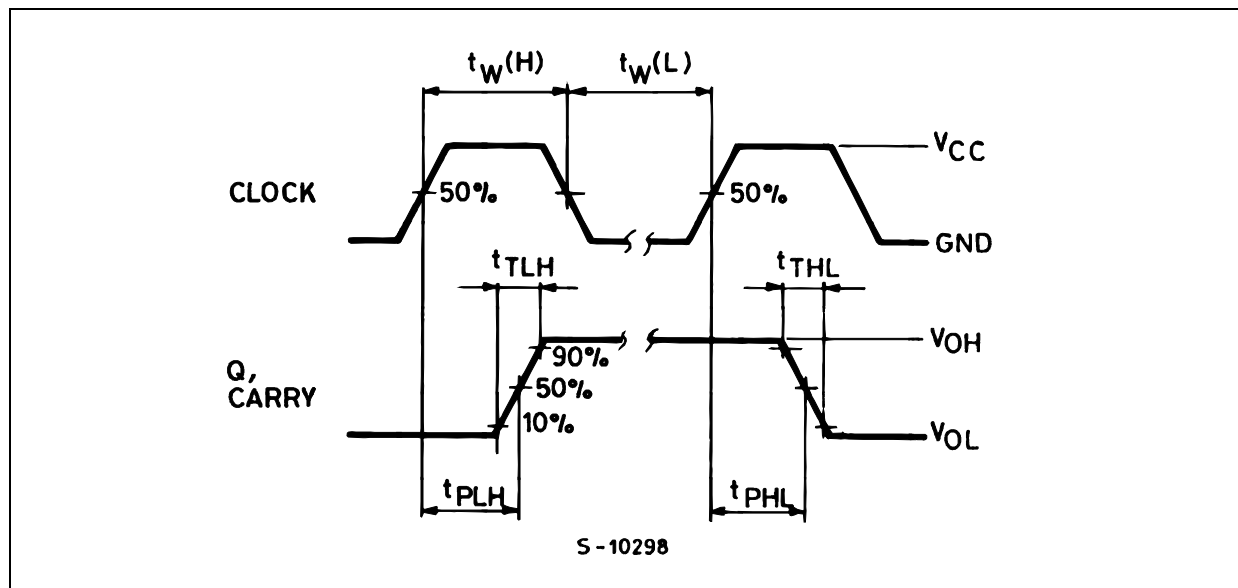 tW(H) tW(L)
VCC
CLOCK 50% 50%
GND
tTLH tTHL
VOH
90%
Q, 50%
CARRY
10%
VOL
tPLH tPHL
S-10298